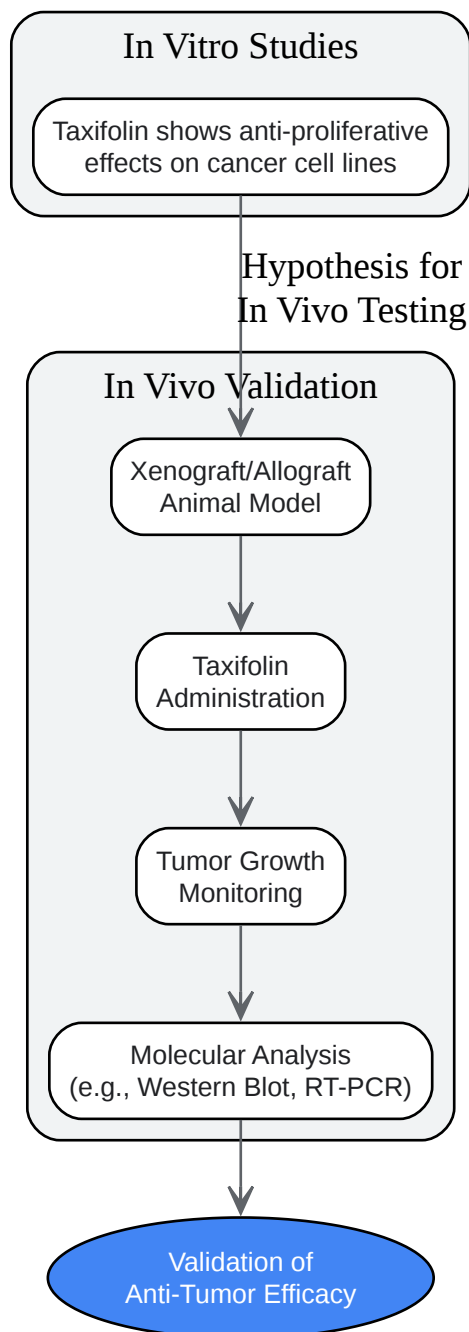 In Vitro Studies
Taxifolin shows anti-proliferative
effects on cancer cell lines
Hypothesis for
In Vivo Testing
In Vivo Validation
Xenograft/Allograft
Animal Model
Taxifolin
Administration
Tumor Growth
Monitoring
Molecular Analysis
(e.g., Western Blot, RT-PCR)
Validation of
Anti-Tumor Efficacy